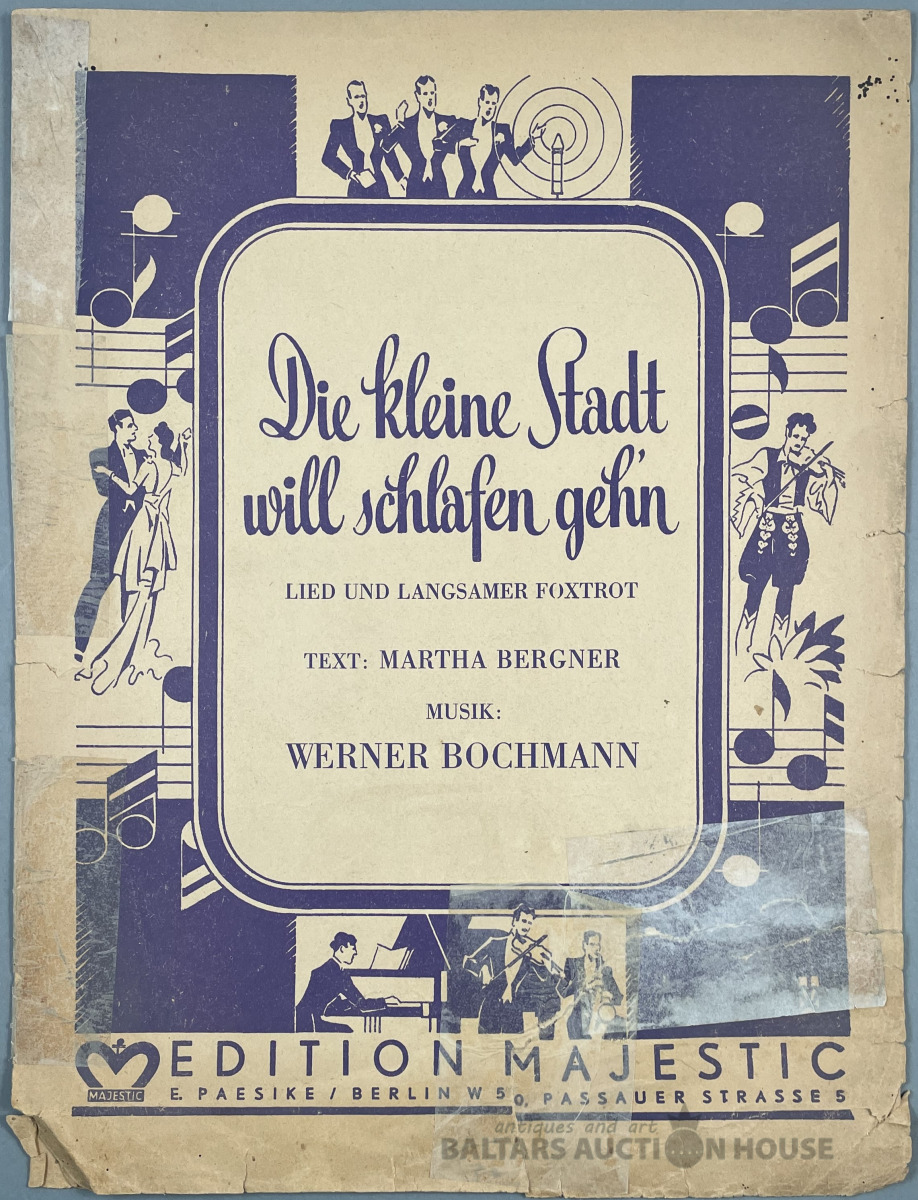 Die kleine Stadt
will schlafen geh'n
LIED UND LANGSAMER FOXTROT
TEXT: MARTHA BERGNER
MUSIK:
WERNER BOCHMANN
EDITION MAJESTIC
MAJESTIC
E. PAESIKE / BERLIN W 50, PASSAUER STRASSE 5
antiques and art
BALTARS AUCTION HOUSE